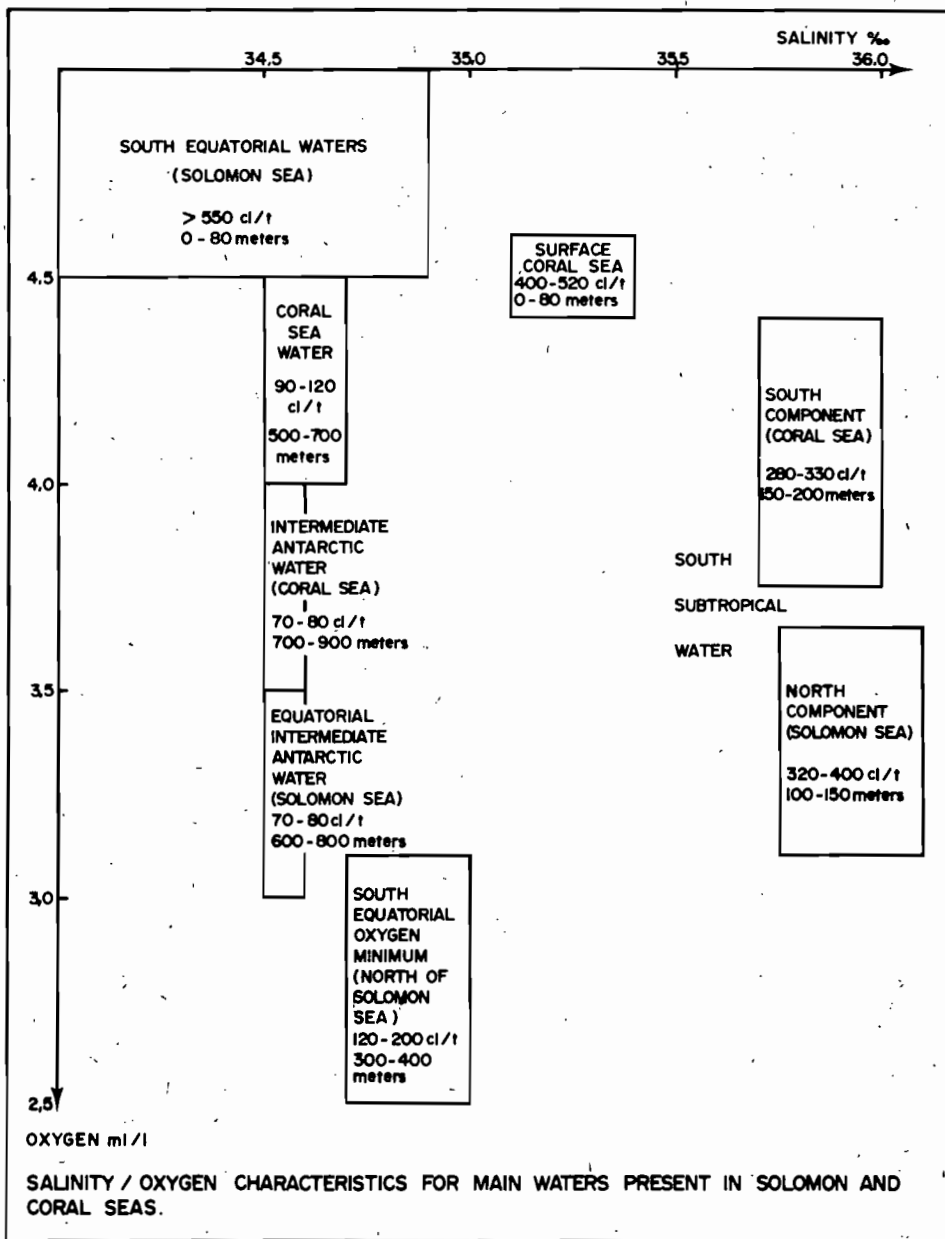 SALINITY ‰
34,5 35.0 35,5 36.0
SOUTH EQUATORIAL WATERS
(SOLOMON SEA)
> 550 cl/t
0-80 meters
4,5
SURFACE
CORAL SEA
400-520 cl/t
0-80 meters
CORAL
SEA
WATER
90-120
cl/t
500-700
meters
SOUTH
COMPONENT
(CORAL SEA)
280-330 cl/t
150-200 meters
4,0
INTERMEDIATE
ANTARCTIC
WATER
(CORAL SEA)
70-80 cl/t
700-900 meters
SOUTH
SUBTROPICAL
WATER
3,5
EQUATORIAL
INTERMEDIATE
ANTARCTIC
WATER
(SOLOMON SEA)
70-80 cl/t
600-800 meters
NORTH
COMPONENT
(SOLOMON SEA)
320-400 cl/t
100-150 meters
3,0
SOUTH
EQUATORIAL
OXYGEN
MINIMUM
(NORTH OF
SOLOMON
SEA)
120-200 cl/t
300-400
meters
2,5
OXYGEN ml/l
SALINITY / OXYGEN CHARACTERISTICS FOR MAIN WATERS PRESENT IN SOLOMON AND
CORAL SEAS.